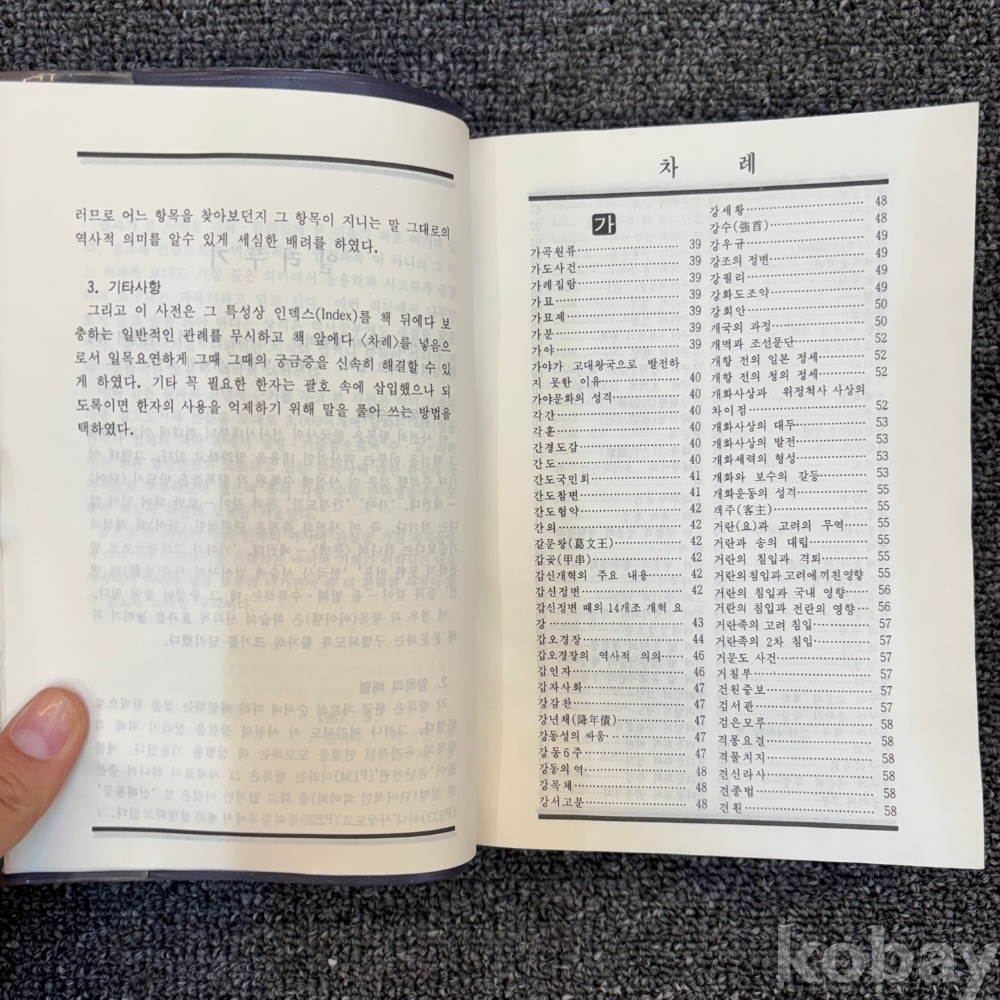 러므로 어느 항목을 찾아보던지 그 항목이 지니는 말 그대로의
역사적 의미를 알수 있게 세심한 배려를 하였다.
3. 기타사항
그리고 이 사전은 그 특성상 인덱스(Index)를 책 뒤에다 보
충하는 일반적인 관례를 무시하고 책 앞에다 〈차례〉를 넣음으
로서 일목요연하게 그때 그때의 궁금증을 신속히 해결할 수 있
게 하였다. 기타 꼭 필요한 한자는 괄호 속에 삽입했으나 되
도록이면 한자의 사용을 억제하기 위해 말을 풀어 쓰는 방법을
택하였다.
차 례
가
가곡원류 39
가도사건 39
가례집람 39
가묘 39
가묘제 39
가분 39
가야 39
가야가 고대왕국으로 발전하
지 못한 이유 40
가야문화의 성격 40
각간 40
각훈 40
간경도감 40
간도 40
간도국민회 41
간도참변 41
간도협약 42
간의 42
갈문왕(葛文王) 42
갑곶(甲串) 42
갑신개혁의 주요 내용 42
갑신정변 42
갑신정변 때의 14개조 개혁 요
강 43
갑오경장 44
갑오경장의 역사적 의의 46
갑인자 46
갑자사화 47
강감찬 47
강년채(降年債) 47
강동성의 싸움 47
강동6주 47
강동의 역 48
강목체 48
강서고분 48
강세황 48
강수(強首) 48
강우규 49
강조의 정변 49
강필리 49
강화도조약 49
강희안 50
개국의 과정 50
개벽과 조선문단 52
개항 전의 일본 정세 52
개항 전의 청의 정세 52
개화사상과 위정척사 사상의
차이점 52
개화사상의 대두 53
개화사상의 발전 53
개화세력의 형성 53
개화와 보수의 갈등 53
개화운동의 성격 55
객주(客主) 55
거란(요)과 고려의 무역 55
거란과 송의 대립 55
거란의 침입과 격퇴 55
거란의침입과고려에끼친영향 55
거란의 침입과 국내 영향 56
거란의 침입과 전란의 영향 56
거란족의 고려 침입 57
거란족의 2차 침입 57
거문도 사건 57
거칠부 57
건원중보 57
검서관 57
검은모루 58
격몽요결 58
격물치지 58
견신라사 58
견종법 58
견훤 58
kobay